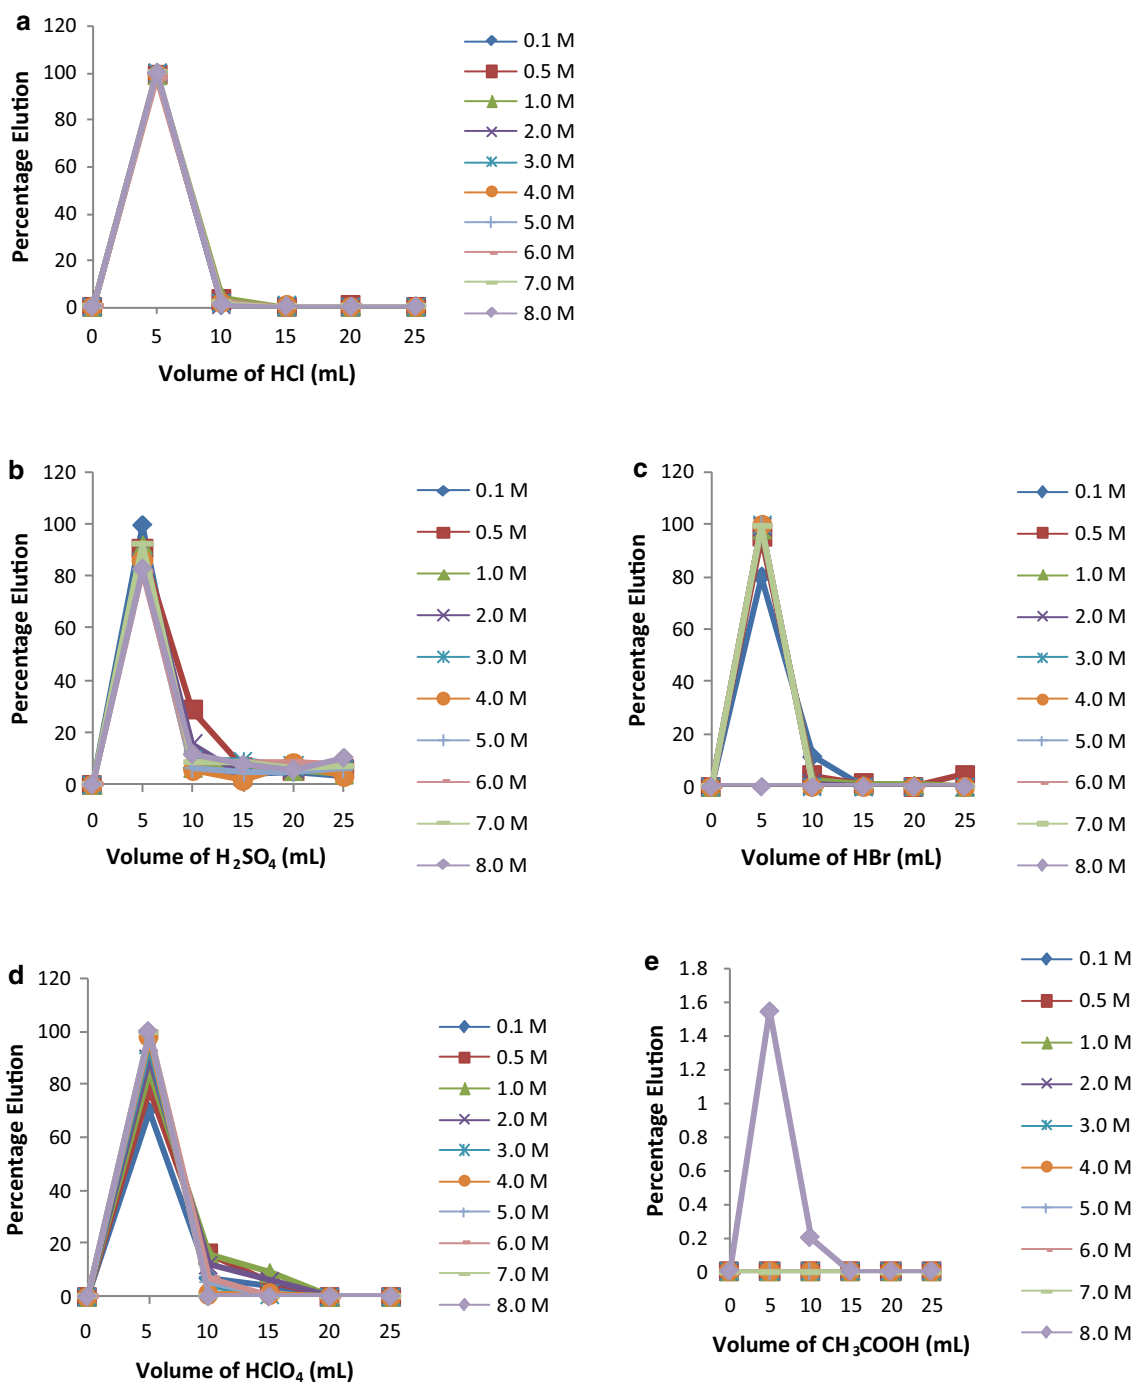 a
120
100
80
60
40
20
0
0 5 10 15 20 25
Percentage Elution
Volume of HCl (mL)
0.1 M
0.5 M
1.0 M
2.0 M
3.0 M
4.0 M
5.0 M
6.0 M
7.0 M
8.0 M
b
120
100
80
60
40
20
0
0 5 10 15 20 25
Percentage Elution
Volume of H₂SO₄ (mL)
0.1 M
0.5 M
1.0 M
2.0 M
3.0 M
4.0 M
5.0 M
6.0 M
7.0 M
8.0 M
c
120
100
80
60
40
20
0
0 5 10 15 20 25
Percentage Elution
Volume of HBr (mL)
0.1 M
0.5 M
1.0 M
2.0 M
3.0 M
4.0 M
5.0 M
6.0 M
7.0 M
8.0 M
d
120
100
80
60
40
20
0
0 5 10 15 20 25
Percentage Elution
Volume of HClO₄ (mL)
0.1 M
0.5 M
1.0 M
2.0 M
3.0 M
4.0 M
5.0 M
6.0 M
7.0 M
8.0 M
e
1.8
1.6
1.4
1.2
1
0.8
0.6
0.4
0.2
0
0 5 10 15 20 25
Percentage Elution
Volume of CH₃COOH (mL)
0.1 M
0.5 M
1.0 M
2.0 M
3.0 M
4.0 M
5.0 M
6.0 M
7.0 M
8.0 M